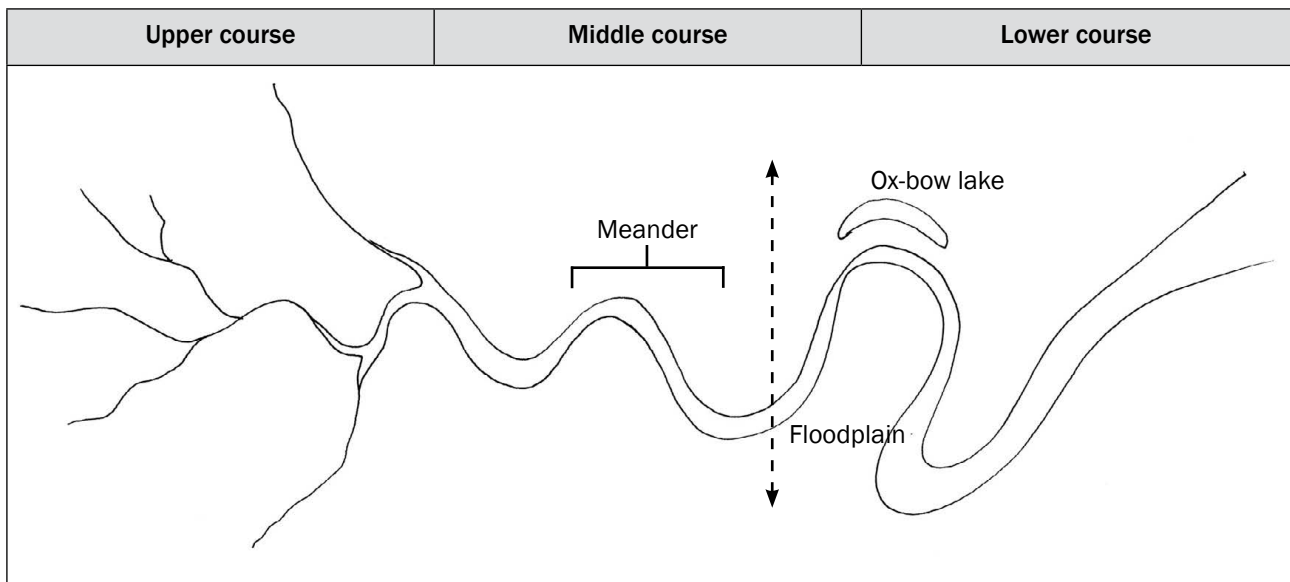 Upper course
Middle course
Lower course
Ox-bow lake
Meander
Floodplain